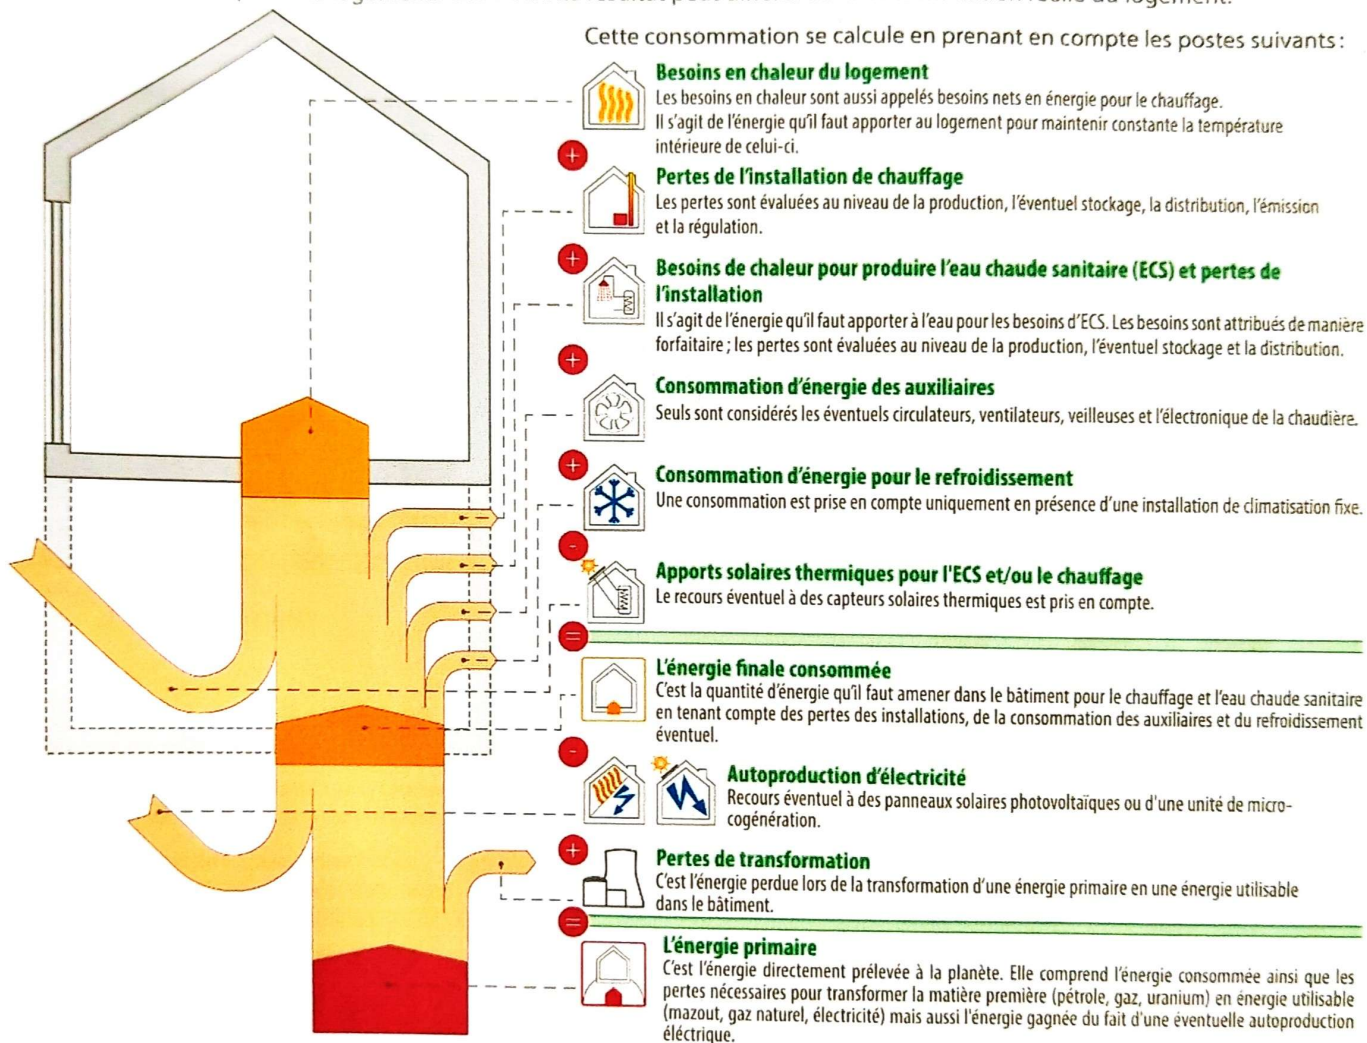 résultat peut
du logement.
Cette consommation se calcule en prenant en compte les postes suivants :
Besoins en chaleur du logement
Les besoins en chaleur sont aussi appelés besoins nets en énergie pour le chauffage.
Il s'agit de l'énergie qu'il faut apporter au logement pour maintenir constante la température
intérieure de celui-ci.
+
Pertes de l'installation de chauffage
Les pertes sont évaluées au niveau de la production, l'éventuel stockage, la distribution, l'émission
et la régulation.
+
Besoins de chaleur pour produire l'eau chaude sanitaire (ECS) et pertes de
l'installation
Il s'agit de l'énergie qu'il faut apporter à l'eau pour les besoins d'ECS. Les besoins sont attribués de manière
forfaitaire ; les pertes sont évaluées au niveau de la production, l'éventuel stockage et la distribution.
+
Consommation d'énergie des auxiliaires
Seuls sont considérés les éventuels circulateurs, ventilateurs, veilleuses et l'électronique de la chaudière.
+
Consommation d'énergie pour le refroidissement
Une consommation est prise en compte uniquement en présence d'une installation de climatisation fixe.
-
Apports solaires thermiques pour l'ECS et/ou le chauffage
Le recours éventuel à des capteurs solaires thermiques est pris en compte.
=
L'énergie finale consommée
C'est la quantité d'énergie qu'il faut amener dans le bâtiment pour le chauffage et l'eau chaude sanitaire
en tenant compte des pertes des installations, de la consommation des auxiliaires et du refroidissement
éventuel.
-
Autoproduction d'électricité
Recours éventuel à des panneaux solaires photovoltaïques ou d'une unité de micro-
cogénération.
+
Pertes de transformation
C'est l'énergie perdue lors de la transformation d'une énergie primaire en une énergie utilisable
dans le bâtiment.
=
L'énergie primaire
C'est l'énergie directement prélevée à la planète. Elle comprend l'énergie consommée ainsi que les
pertes nécessaires pour transformer la matière première (pétrole, gaz, uranium) en énergie utilisable
(mazout, gaz naturel, électricité) mais aussi l'énergie gagnée du fait d'une éventuelle autoproduction
éléctrique.